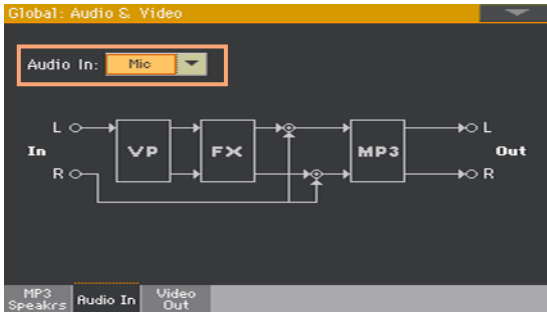 Global: Audio & Video
Audio In: Mic
L
In
R
VP
FX
MP3
L
Out
R
MP3
Speakrs
Audio In
Video
Out